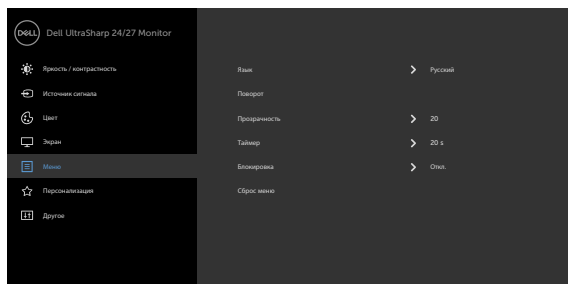 DELL Dell UltraSharp 24/27 Monitor
Яркость / контрастность
Источник сигнала
Цвет
Экран
Меню
Персонализация
Другое
Язык Русский
Поворот
Прозрачность 20
Таймер 20 s
Блокировка Откл.
Сброс меню